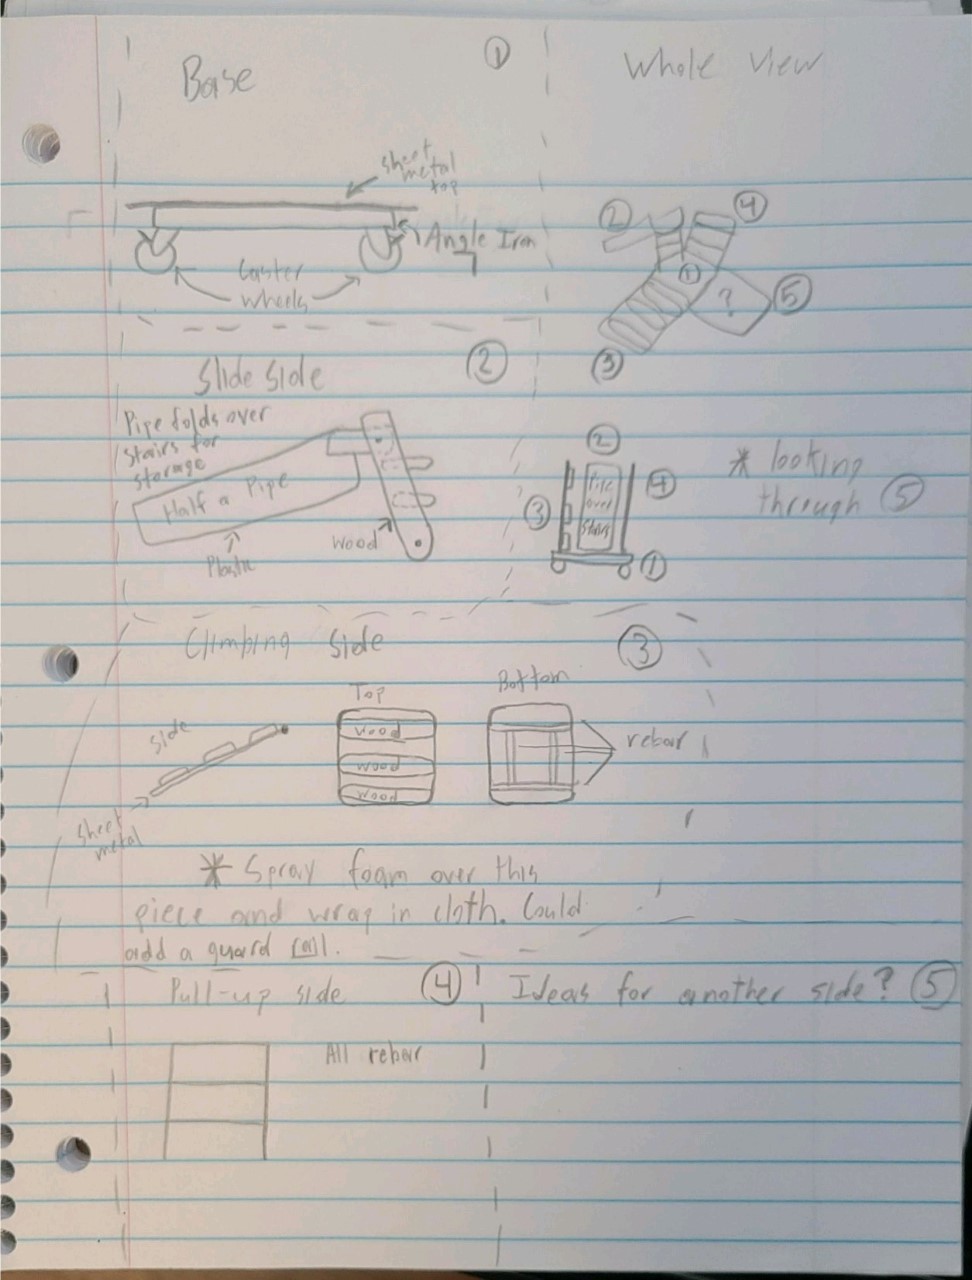 Base
①
Whole View
sheet
metal
top
Angle Iron
Caster
wheels
②
④
①
?
⑤
③
Slide side
②
Pipe folds over
Stairs for
storage
Half a Pipe
Plastic
wood
②
④
③
Pipe
over
Stairs
①
* looking
through ⑤
Climbing Side
③
Side
Top
Bottom
wood
wood
wood
rebar
sheet
metal
* Spray foam over this
piece and wrap in cloth. Could
add a guard rail.
Pull-up side
④
Ideas for another side? ⑤
All rebar